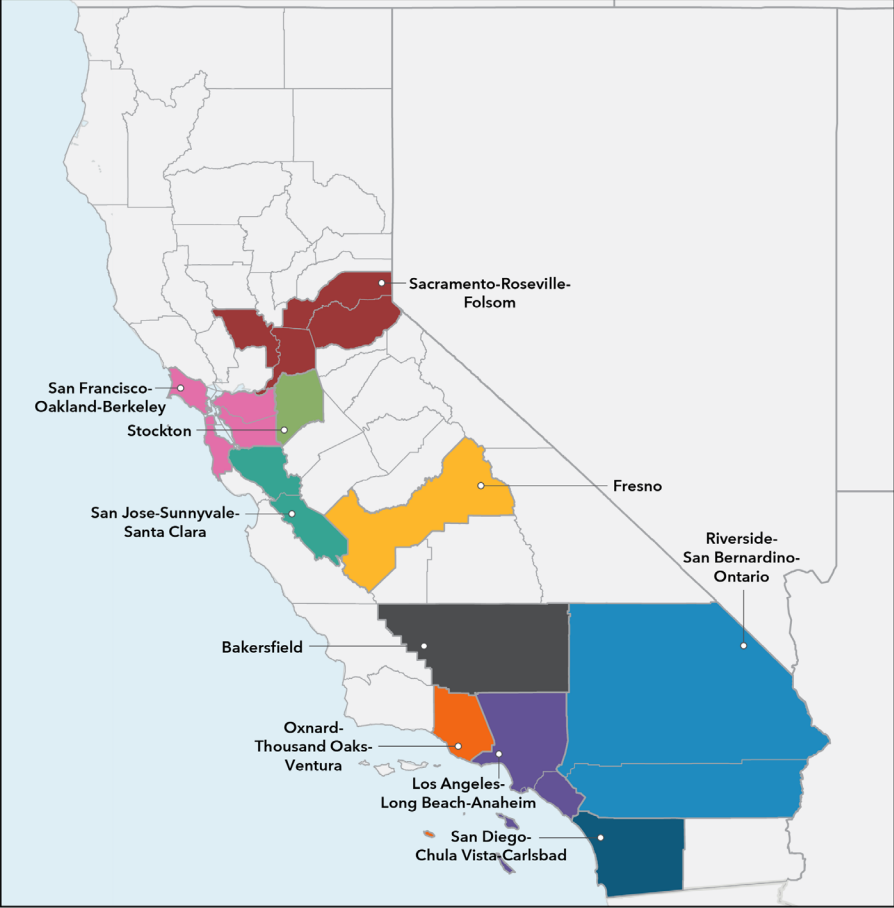 Sacramento-Roseville-
Folsom
San Francisco-
Oakland-Berkeley
Stockton
Fresno
San Jose-Sunnyvale-
Santa Clara
Riverside-
San Bernardino-
Ontario
Bakersfield
Oxnard-
Thousand Oaks-
Ventura
Los Angeles-
Long Beach-Anaheim
San Diego-
Chula Vista-Carlsbad